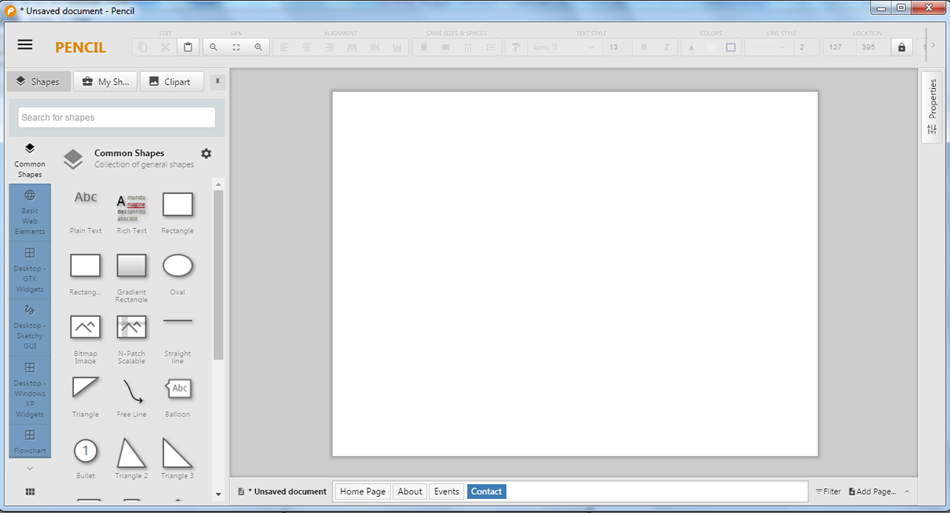 * Unsaved document - Pencil
PENCIL
EDIT
69%
ALIGNMENT
SAME SIZES & SPACES
TEXT STYLE
COLORS
LINE STYLE
LOCATION
13
B
I
2
127
395
Shapes
My Sh...
Clipart
Search for shapes
Common
Shapes
Basic
Web
Elements
Desktop -
GTK
Widgets
Desktop -
Sketchy
GUI
Desktop -
Windows
XP
Widgets
Flowchart
Common Shapes
Collection of general shapes
Abc
Plain Text
Rich Text
Rectangle
Rectang...
Gradient
Rectangle
Oval
Bitmap
Image
N-Patch
Scalable
Straight
line
Triangle
Free Line
Abc
Balloon
1
Bullet
Triangle 2
Triangle 3
Properties
* Unsaved document
Home Page
About
Events
Contact
Filter
Add Page...